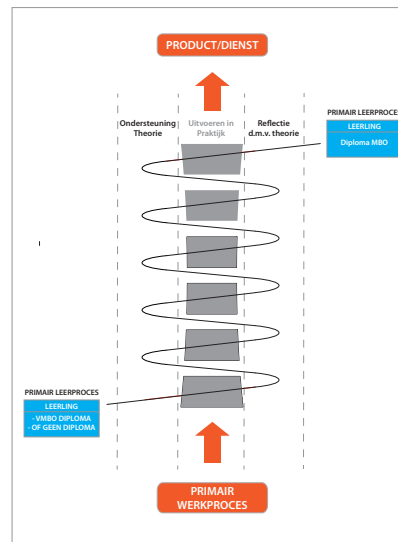 PRODUCT/DIENST
Ondersteuning
Theorie
Uitvoeren in
Praktijk
Reflectie
d.m.v. theorie
PRIMAIR LEERPROCES
LEERLING
Diploma MBO
PRIMAIR LEERPROCES
LEERLING
- VMBO DIPLOMA
- OF GEEN DIPLOMA
PRIMAIR
WERKPROCES